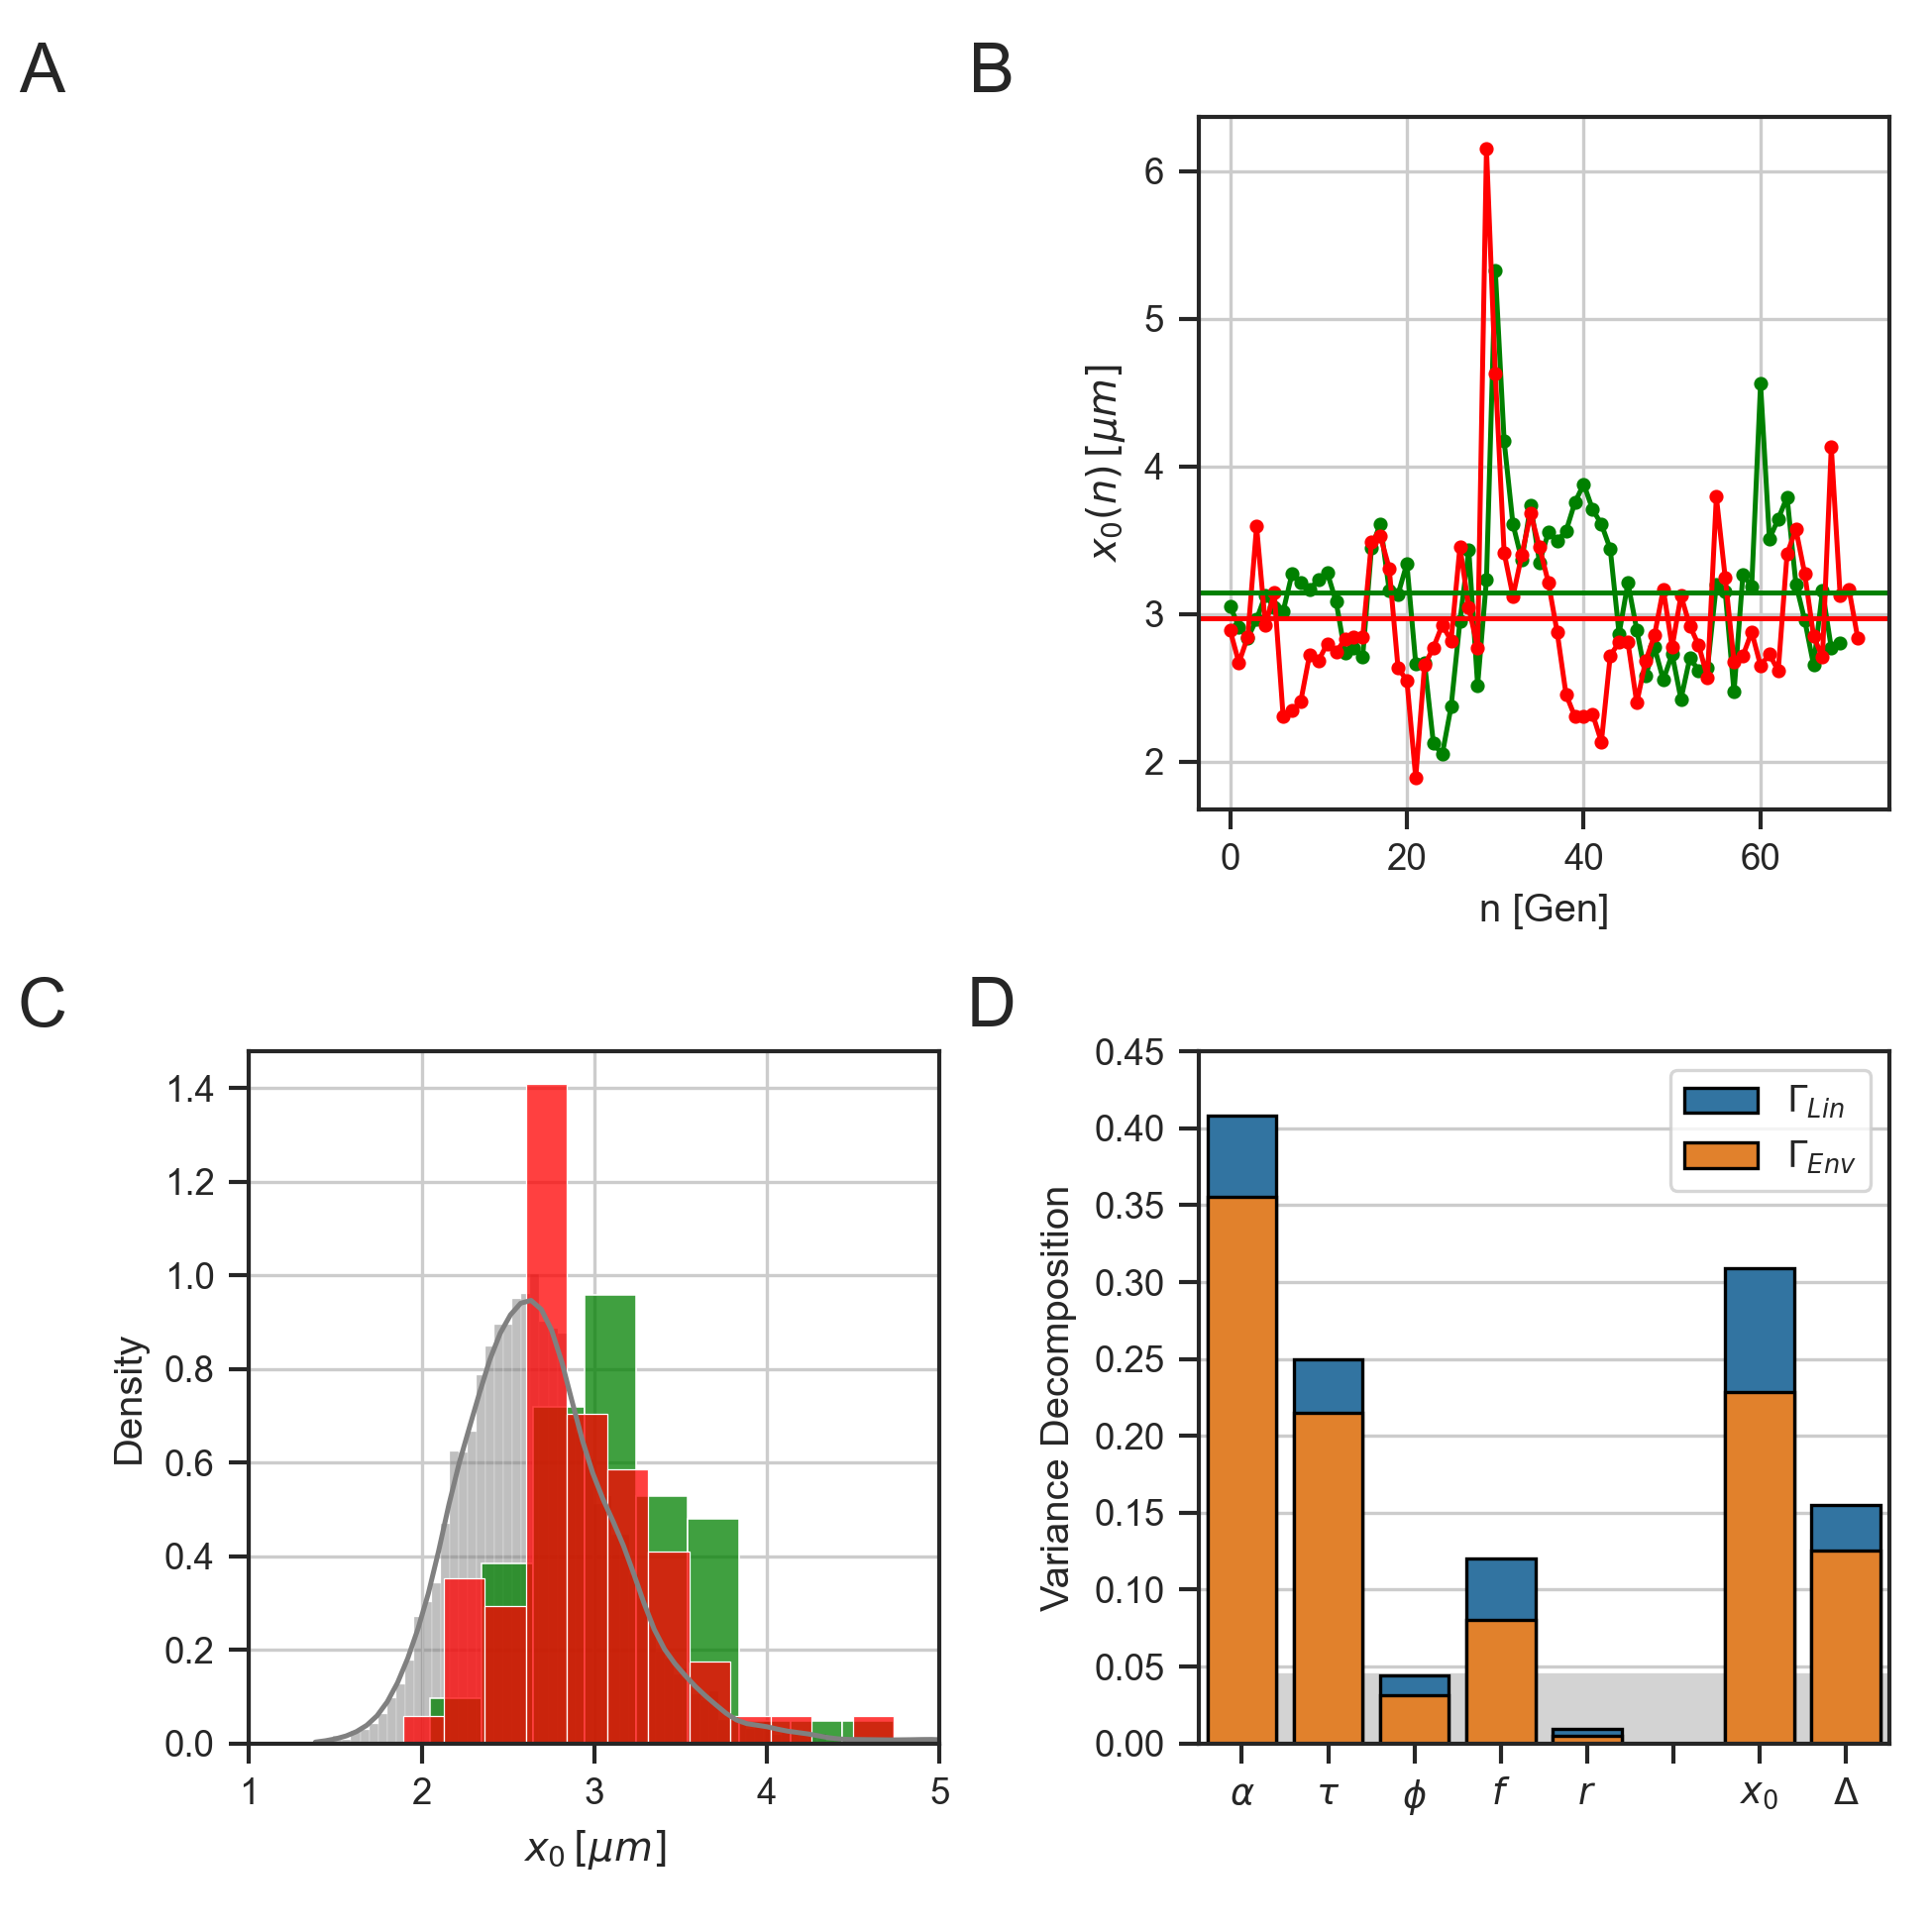 A
B
x₀(n) [μm]
6
5
4
3
2
0 20 40 60
n [Gen]
C
Density
1.4
1.2
1.0
0.8
0.6
0.4
0.2
0.0
1 2 3 4 5
x₀ [μm]
D
Variance Decomposition
0.45
0.40
0.35
0.30
0.25
0.20
0.15
0.10
0.05
0.00
Γ_Lin
Γ_Env
α τ ϕ f r x₀ Δ